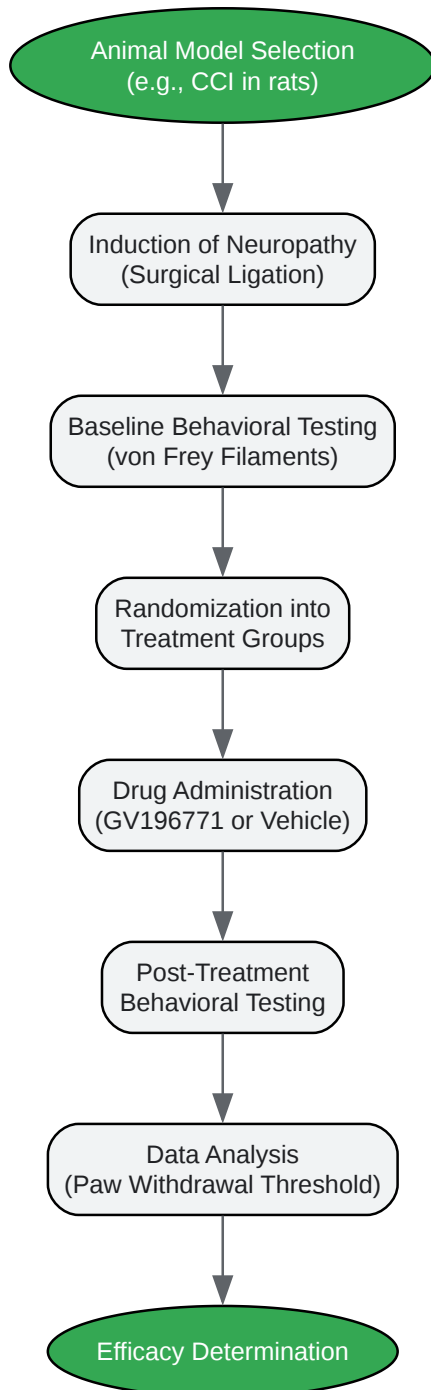 Animal Model Selection
(e.g., CCI in rats)
Induction of Neuropathy
(Surgical Ligation)
Baseline Behavioral Testing
(von Frey Filaments)
Randomization into
Treatment Groups
Drug Administration
(GV196771 or Vehicle)
Post-Treatment
Behavioral Testing
Data Analysis
(Paw Withdrawal Threshold)
Efficacy Determination